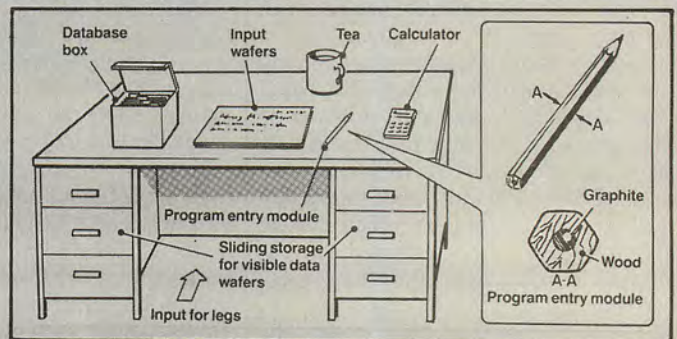 Database
box
Input
wafers
Tea
Calculator
Program entry module
Sliding storage
for visible data
wafers
Input for legs
A
A
Graphite
Wood
A-A
Program entry module